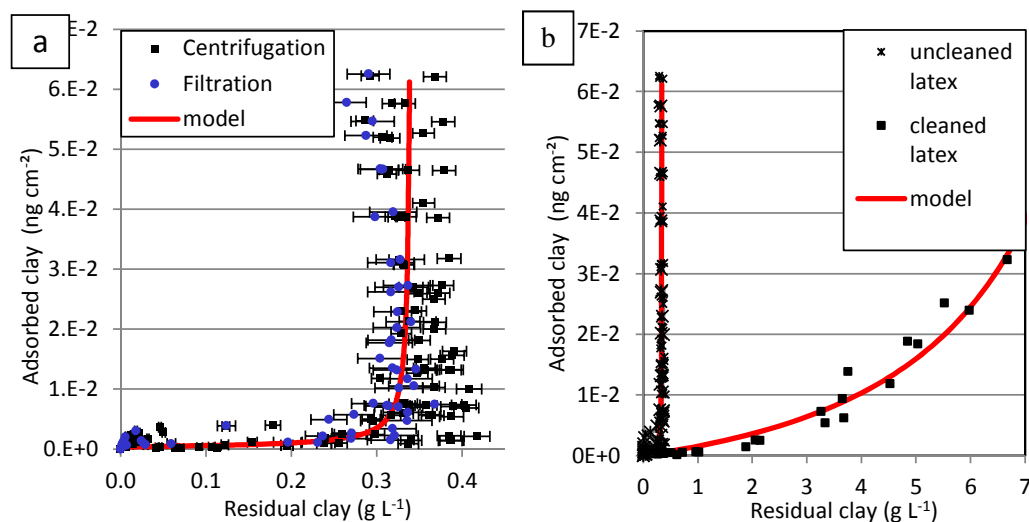 a
Centrifugation
Filtration
model
E-2
6.E-2
5.E-2
4.E-2
3.E-2
2.E-2
1.E-2
0.E+0
Adsorbed clay (ng cm⁻²)
0.0 0.1 0.2 0.3 0.4
Residual clay (g L⁻¹)
b
uncleaned
latex
cleaned
latex
model
7E-2
6E-2
5E-2
4E-2
3E-2
2E-2
1E-2
0E+0
Adsorbed clay (ng cm⁻²)
0 1 2 3 4 5 6 7
Residual clay (g L⁻¹)